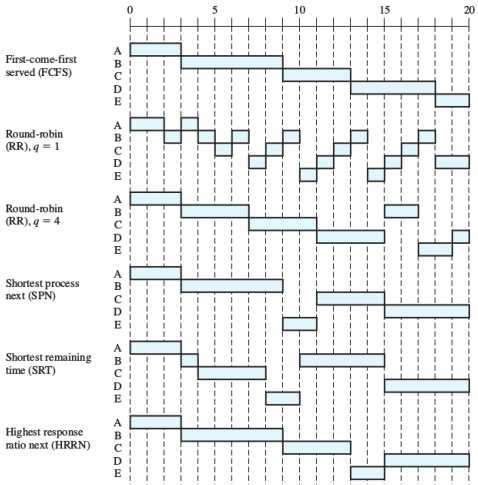 0 5 10 15 20
First-come-first
served (FCFS)
A
B
C
D
E
Round-robin
(RR), q = 1
A
B
C
D
E
Round-robin
(RR), q = 4
A
B
C
D
E
Shortest process
next (SPN)
A
B
C
D
E
Shortest remaining
time (SRT)
A
B
C
D
E
Highest response
ratio next (HRRN)
A
B
C
D
E